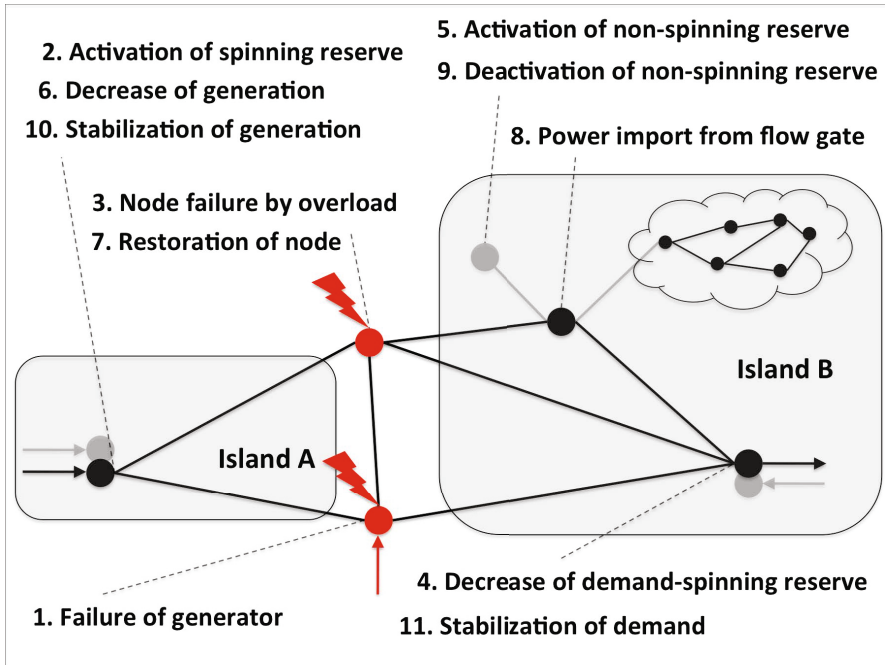 2. Activation of spinning reserve
6. Decrease of generation
10. Stabilization of generation
5. Activation of non-spinning reserve
9. Deactivation of non-spinning reserve
8. Power import from flow gate
3. Node failure by overload
7. Restoration of node
Island B
Island A
1. Failure of generator
4. Decrease of demand-spinning reserve
11. Stabilization of demand